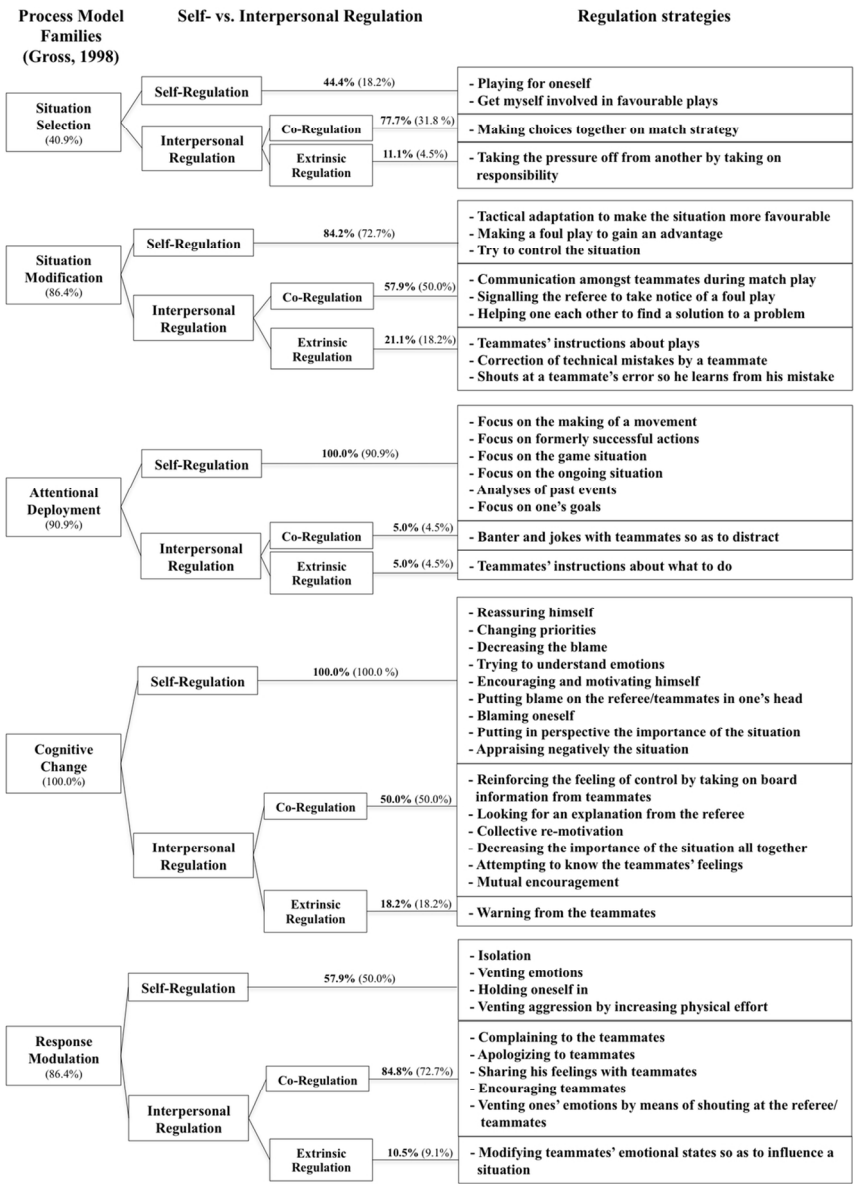 Process Model
Families
(Gross, 1998)
Self- vs. Interpersonal Regulation
Regulation strategies
Situation
Selection
(40.9%)
Self-Regulation
44.4% (18.2%)
- Playing for oneself
- Get myself involved in favourable plays
Interpersonal
Regulation
Co-Regulation
77.7% (31.8 %)
- Making choices together on match strategy
Extrinsic
Regulation
11.1% (4.5%)
- Taking the pressure off from another by taking on
responsibility
Situation
Modification
(86.4%)
Self-Regulation
84.2% (72.7%)
- Tactical adaptation to make the situation more favourable
- Making a foul play to gain an advantage
- Try to control the situation
Interpersonal
Regulation
Co-Regulation
57.9% (50.0%)
- Communication amongst teammates during match play
- Signalling the referee to take notice of a foul play
- Helping one each other to find a solution to a problem
Extrinsic
Regulation
21.1% (18.2%)
- Teammates' instructions about plays
- Correction of technical mistakes by a teammate
- Shouts at a teammate's error so he learns from his mistake
Attentional
Deployment
(90.9%)
Self-Regulation
100.0% (90.9%)
- Focus on the making of a movement
- Focus on formerly successful actions
- Focus on the game situation
- Focus on the ongoing situation
- Analyses of past events
- Focus on one's goals
Interpersonal
Regulation
Co-Regulation
5.0% (4.5%)
- Banter and jokes with teammates so as to distract
Extrinsic
Regulation
5.0% (4.5%)
- Teammates' instructions about what to do
Cognitive
Change
(100.0%)
Self-Regulation
100.0% (100.0 %)
- Reassuring himself
- Changing priorities
- Decreasing the blame
- Trying to understand emotions
- Encouraging and motivating himself
- Putting blame on the referee/teammates in one's head
- Blaming oneself
- Putting in perspective the importance of the situation
- Appraising negatively the situation
Interpersonal
Regulation
Co-Regulation
50.0% (50.0%)
- Reinforcing the feeling of control by taking on board
information from teammates
- Looking for an explanation from the referee
- Collective re-motivation
- Decreasing the importance of the situation all together
- Attempting to know the teammates' feelings
- Mutual encouragement
Extrinsic
Regulation
18.2% (18.2%)
- Warning from the teammates
Response
Modulation
(86.4%)
Self-Regulation
57.9% (50.0%)
- Isolation
- Venting emotions
- Holding oneself in
- Venting aggression by increasing physical effort
Interpersonal
Regulation
Co-Regulation
84.8% (72.7%)
- Complaining to the teammates
- Apologizing to teammates
- Sharing his feelings with teammates
- Encouraging teammates
- Venting ones' emotions by means of shouting at the referee/
teammates
Extrinsic
Regulation
10.5% (9.1%)
- Modifying teammates' emotional states so as to influence a
situation